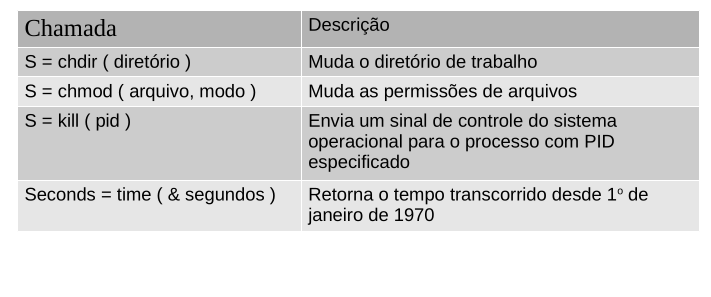 Chamada
Descrição
S = chdir ( diretório )
Muda o diretório de trabalho
S = chmod ( arquivo, modo )
Muda as permissões de arquivos
S = kill ( pid )
Envia um sinal de controle do sistema
operacional para o processo com PID
especificado
Seconds = time ( & segundos )
Retorna o tempo transcorrido desde 1º de
janeiro de 1970